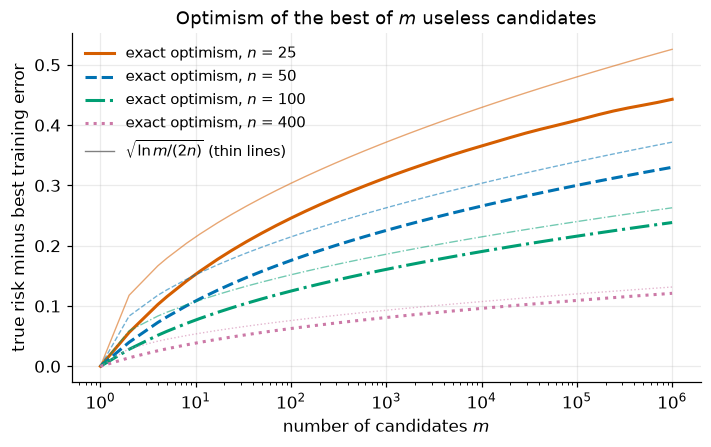 Optimism of the best of m useless candidates
true risk minus best training error
0.5
0.4
0.3
0.2
0.1
0.0
exact optimism, n = 25
exact optimism, n = 50
exact optimism, n = 100
exact optimism, n = 400
√ln m/(2n) (thin lines)
10⁰ 10¹ 10² 10³ 10⁴ 10⁵ 10⁶
number of candidates m